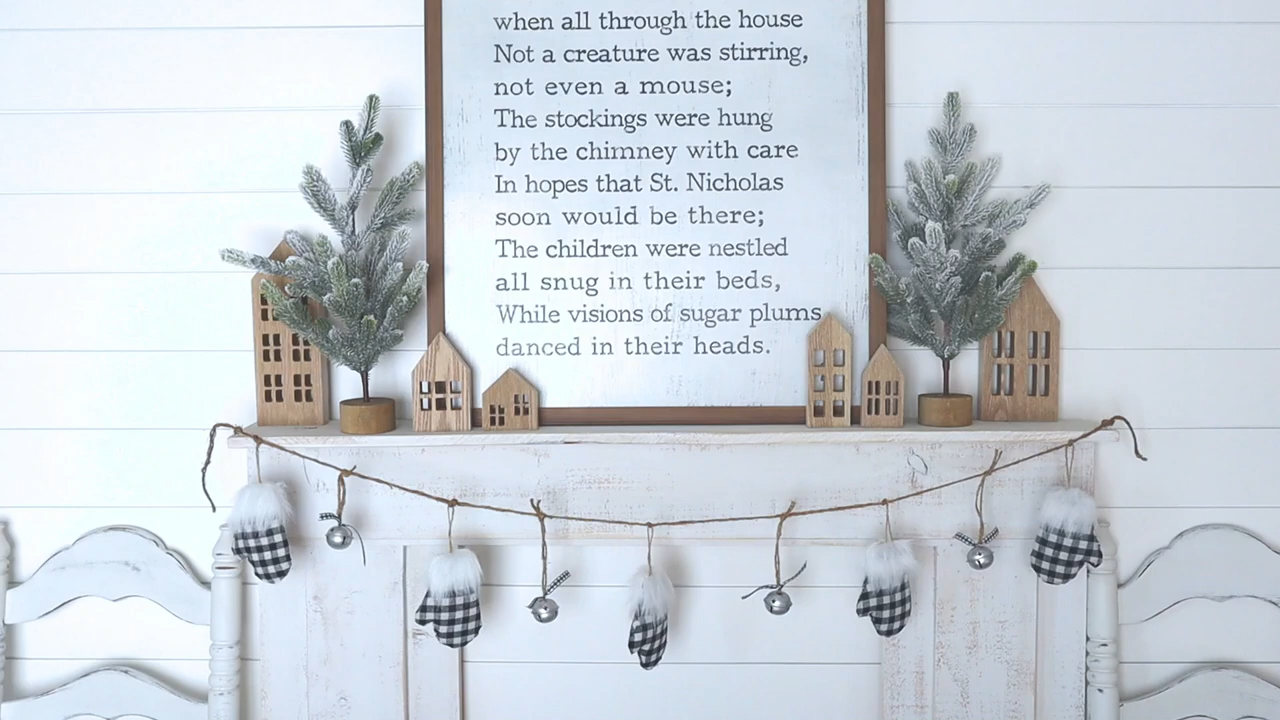 when all through the house
Not a creature was stirring,
not even a mouse;
The stockings were hung
by the chimney with care
In hopes that St. Nicholas
soon would be there;
The children were nestled
all snug in their beds,
While visions of sugar plums
danced in their heads.